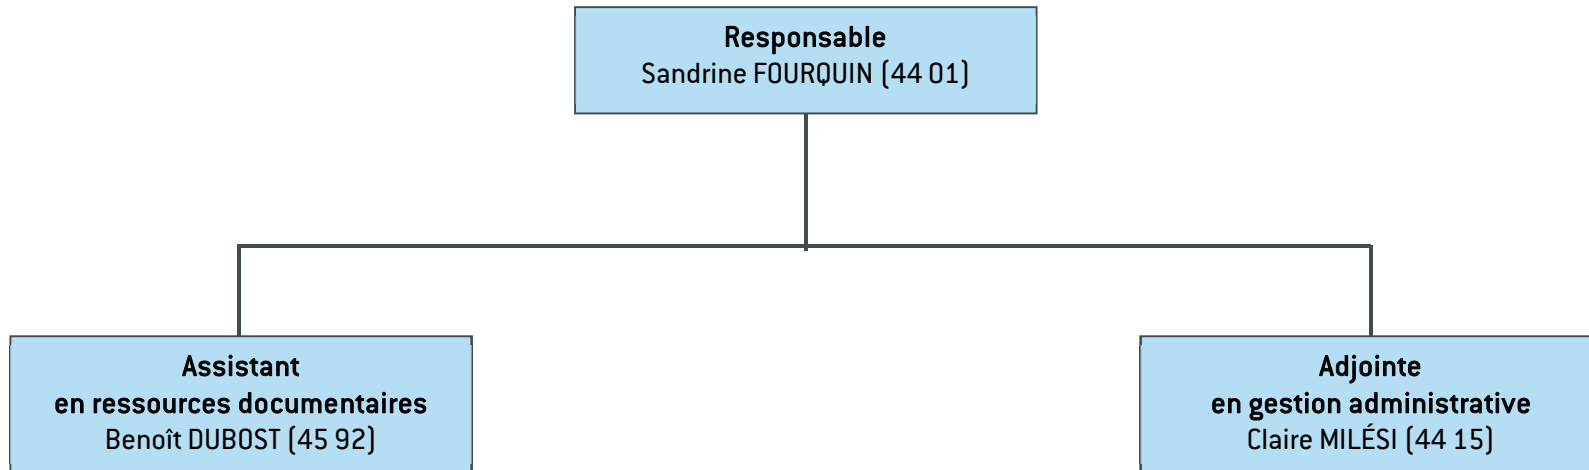 Responsable
Sandrine FOURQUIN (44 01)
Assistant
en ressources documentaires
Benoît DUBOST (45 92)
Adjointe
en gestion administrative
Claire MILÉSI (44 15)